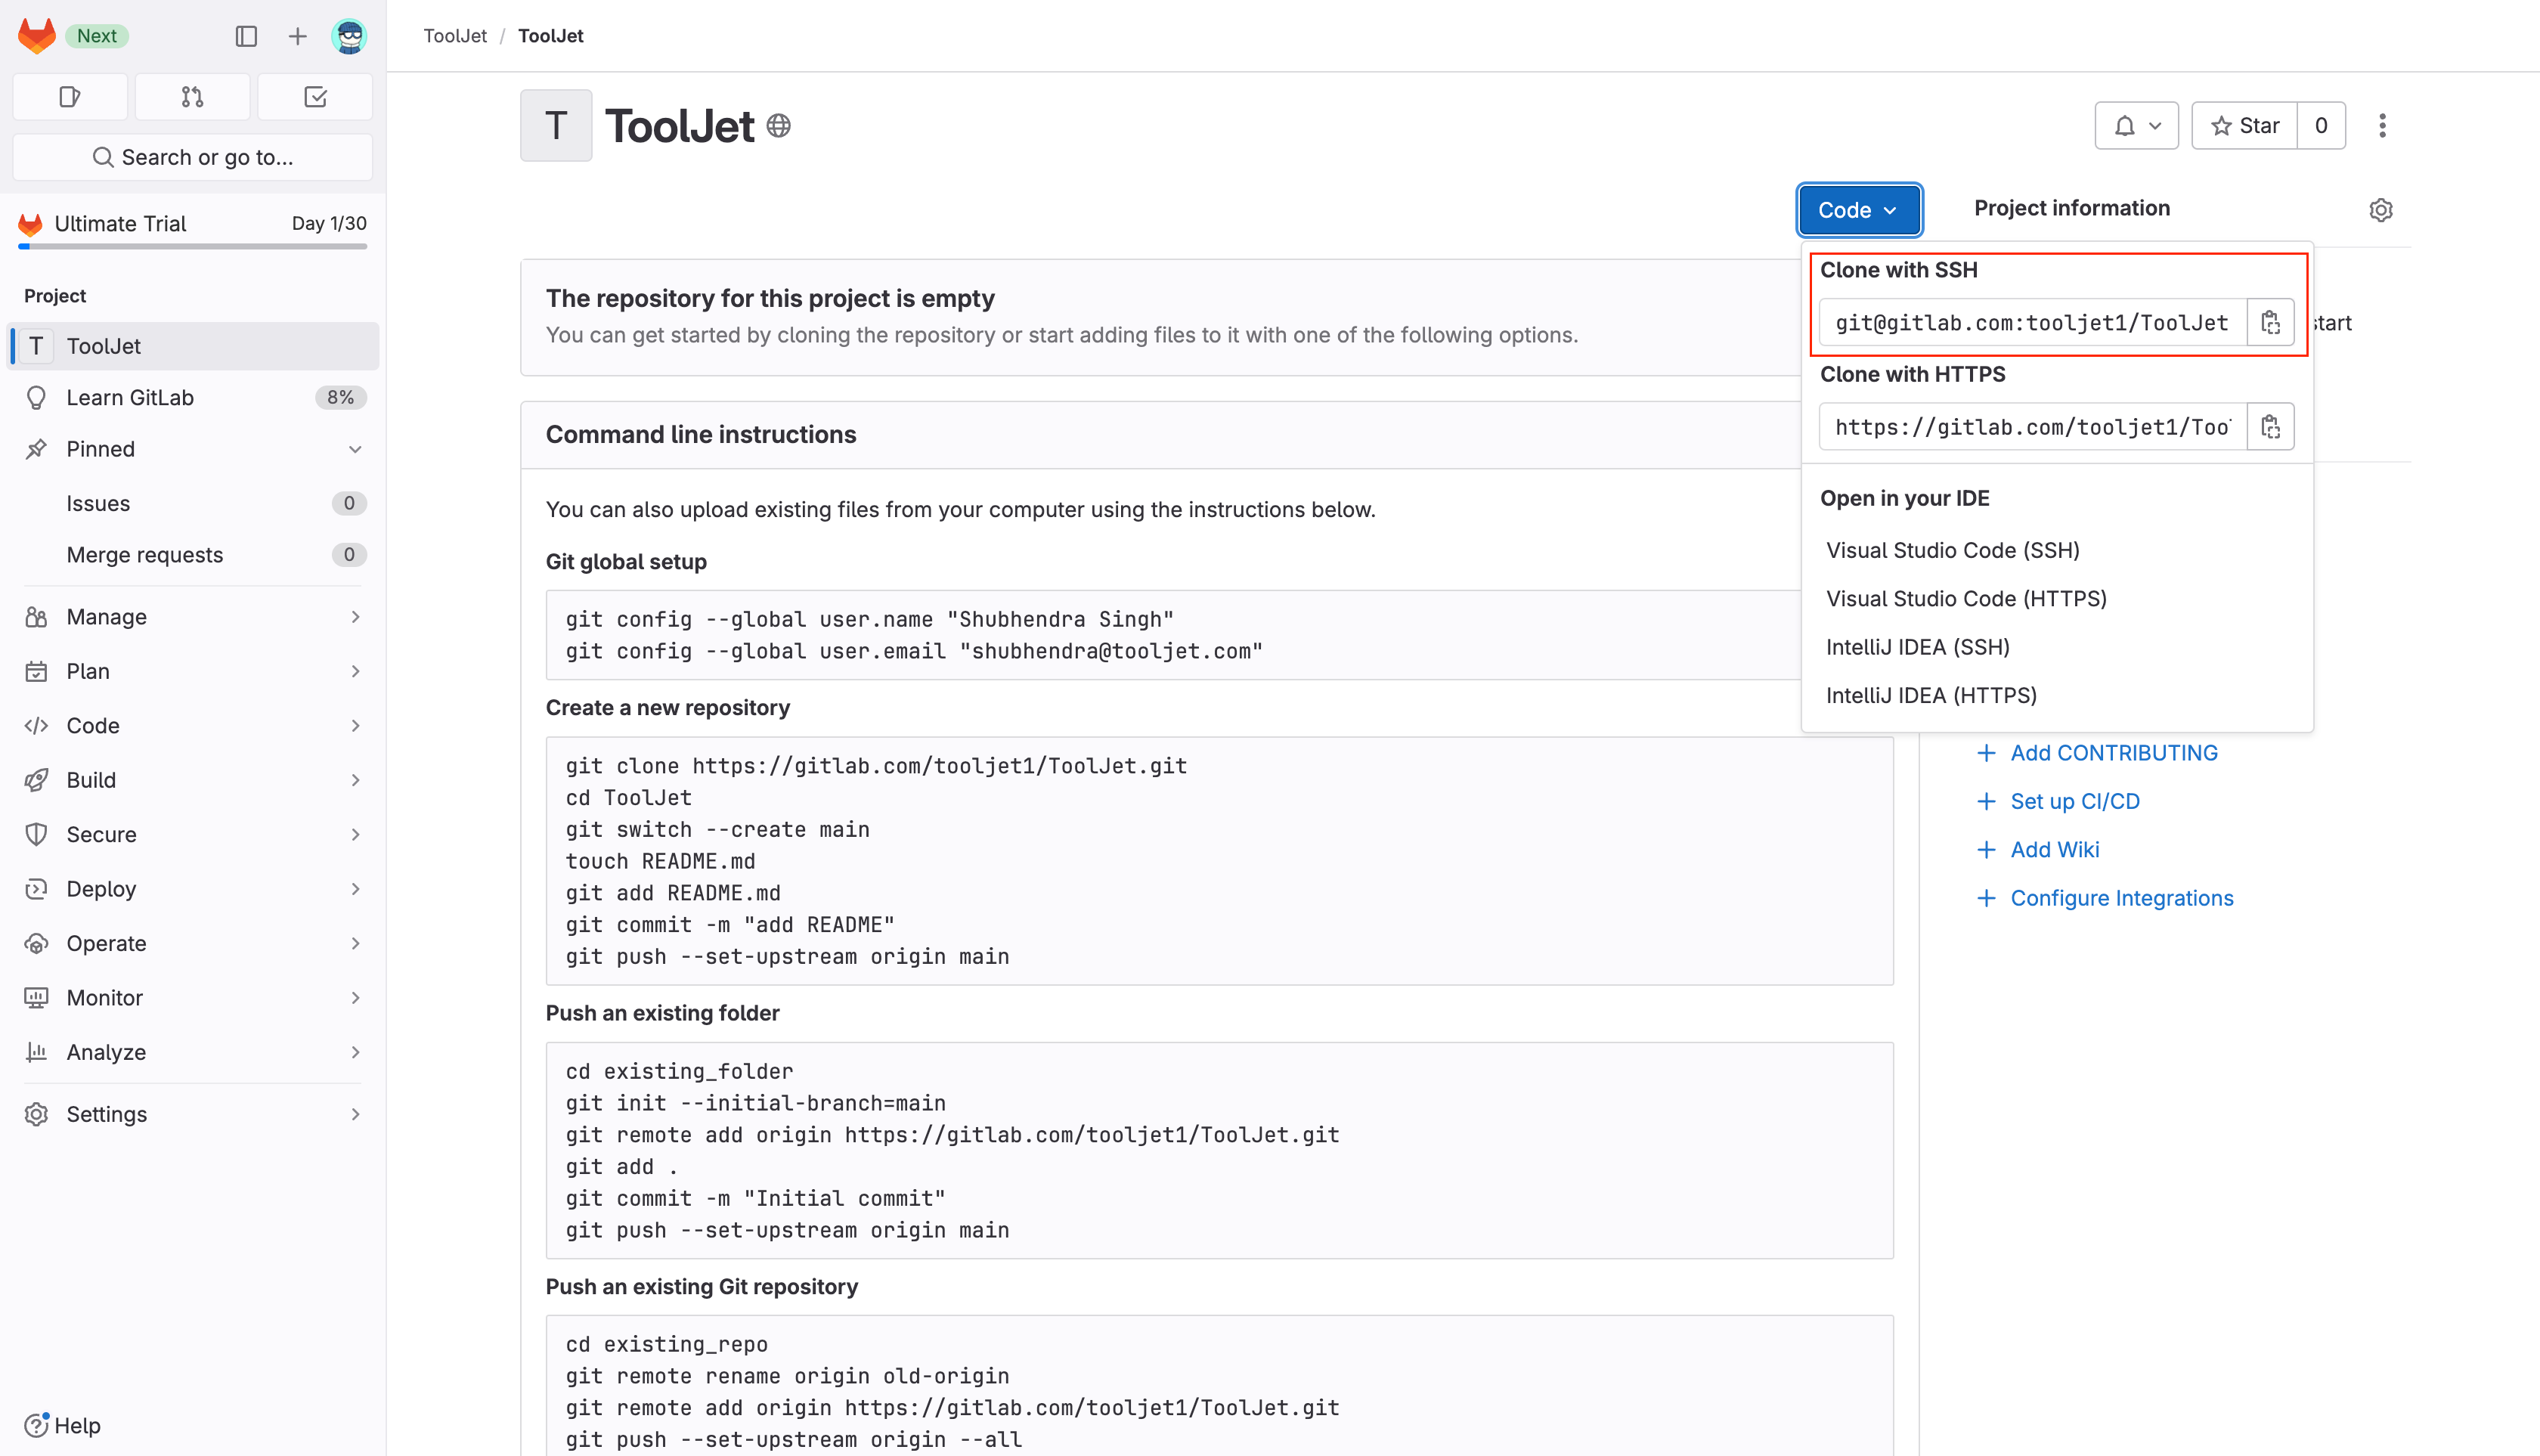 Next
Search or go to...
Ultimate Trial
Day 1/30
Project
T
ToolJet
Learn GitLab
8%
Pinned
Issues
0
Merge requests
0
Manage
Plan
Code
Build
Secure
Deploy
Operate
Monitor
Analyze
Settings
Help
ToolJet / ToolJet
T
ToolJet
Star
0
Code
Project information
The repository for this project is empty
You can get started by cloning the repository or start adding files to it with one of the following options.
Command line instructions
You can also upload existing files from your computer using the instructions below.
Git global setup
git config --global user.name "Shubhendra Singh"
git config --global user.email "shubhendra@tooljet.com"
Create a new repository
git clone https://gitlab.com/tooljet1/ToolJet.git
cd ToolJet
git switch --create main
touch README.md
git add README.md
git commit -m "add README"
git push --set-upstream origin main
Push an existing folder
cd existing_folder
git init --initial-branch=main
git remote add origin https://gitlab.com/tooljet1/ToolJet.git
git add .
git commit -m "Initial commit"
git push --set-upstream origin main
Push an existing Git repository
cd existing_repo
git remote rename origin old-origin
git remote add origin https://gitlab.com/tooljet1/ToolJet.git
git push --set-upstream origin --all
Clone with SSH
git@gitlab.com:tooljet1/ToolJet
Clone with HTTPS
https://gitlab.com/tooljet1/Too
Open in your IDE
Visual Studio Code (SSH)
Visual Studio Code (HTTPS)
IntelliJ IDEA (SSH)
IntelliJ IDEA (HTTPS)
Add CONTRIBUTING
Set up CI/CD
Add Wiki
Configure Integrations